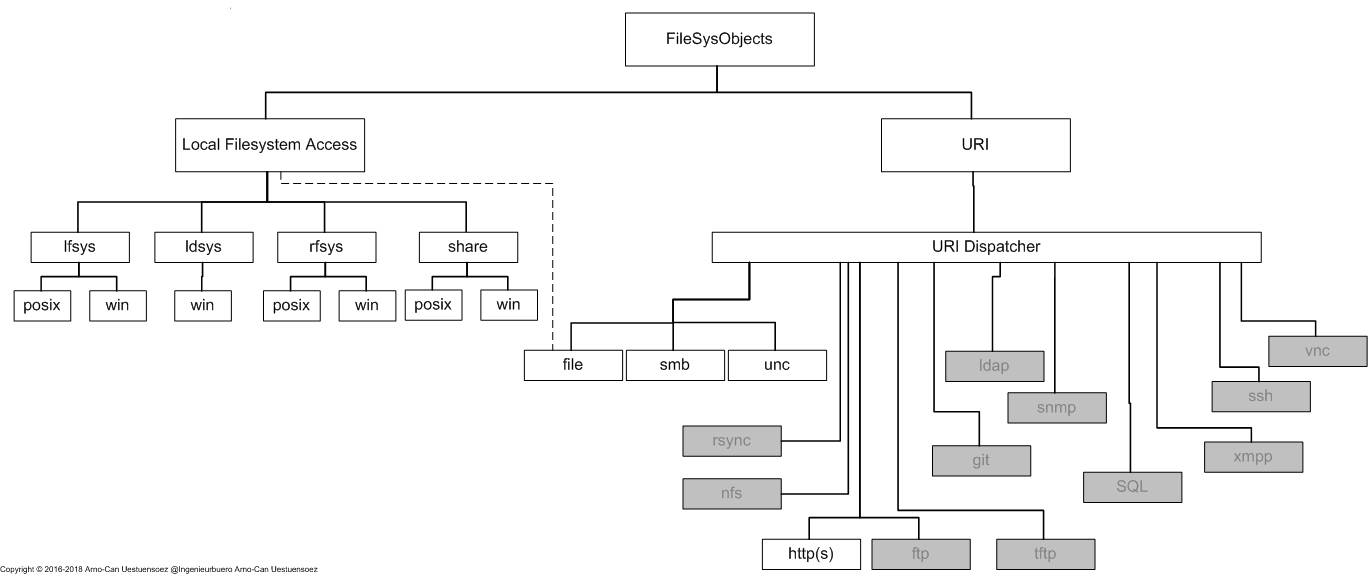 FileSysObjects
Local Filesystem Access
URI
lfsys
ldsys
rfsys
share
URI Dispatcher
posix
win
win
posix
win
posix
win
file
smb
unc
ldap
vnc
snmp
ssh
rsync
git
xmpp
nfs
SQL
http(s)
ftp
tftp
Copyright © 2016-2018 Arno-Can Uestuensoez @Ingenieurbuero Arno-Can Uestuensoez